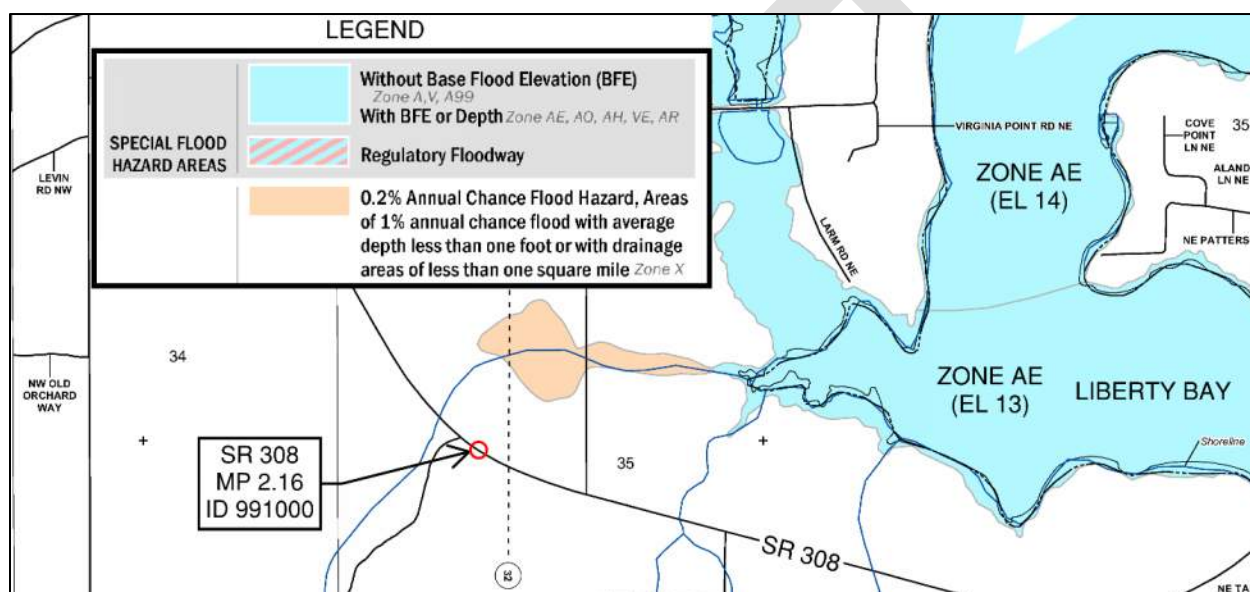 LEGEND
SPECIAL FLOOD
HAZARD AREAS
Without Base Flood Elevation (BFE)
Zone A,V, A99
With BFE or Depth Zone AE, AO, AH, VE, AR
Regulatory Floodway
0.2% Annual Chance Flood Hazard, Areas
of 1% annual chance flood with average
depth less than one foot or with drainage
areas of less than one square mile Zone X
LEVIN
RD NW
NW OLD
ORCHARD
WAY
VIRGINIA POINT RD NE
COVE
POINT
LN NE
35
ALAND
LN NE
NE PATTERS
ZONE AE
(EL 14)
LARM RD NE
34
ZONE AE
(EL 13)
LIBERTY BAY
Shoreline
35
SR 308
MP 2.16
ID 991000
SR 308
NE TA